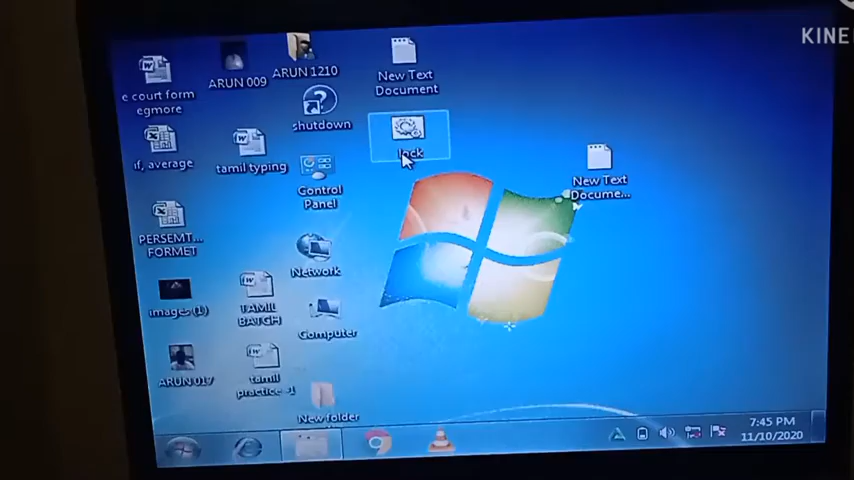 KINE
e court form
egmore
ARUN 009
ARUN 1210
New Text
Document
shutdown
lock
if, average
tamil typing
Control
Panel
New Text
Docume...
PERSEMT...
FORMET
Network
images (1)
TAMIL
BATCH
Computer
ARUN 017
tamil
practice -1
New folder
7:45 PM
11/10/2020